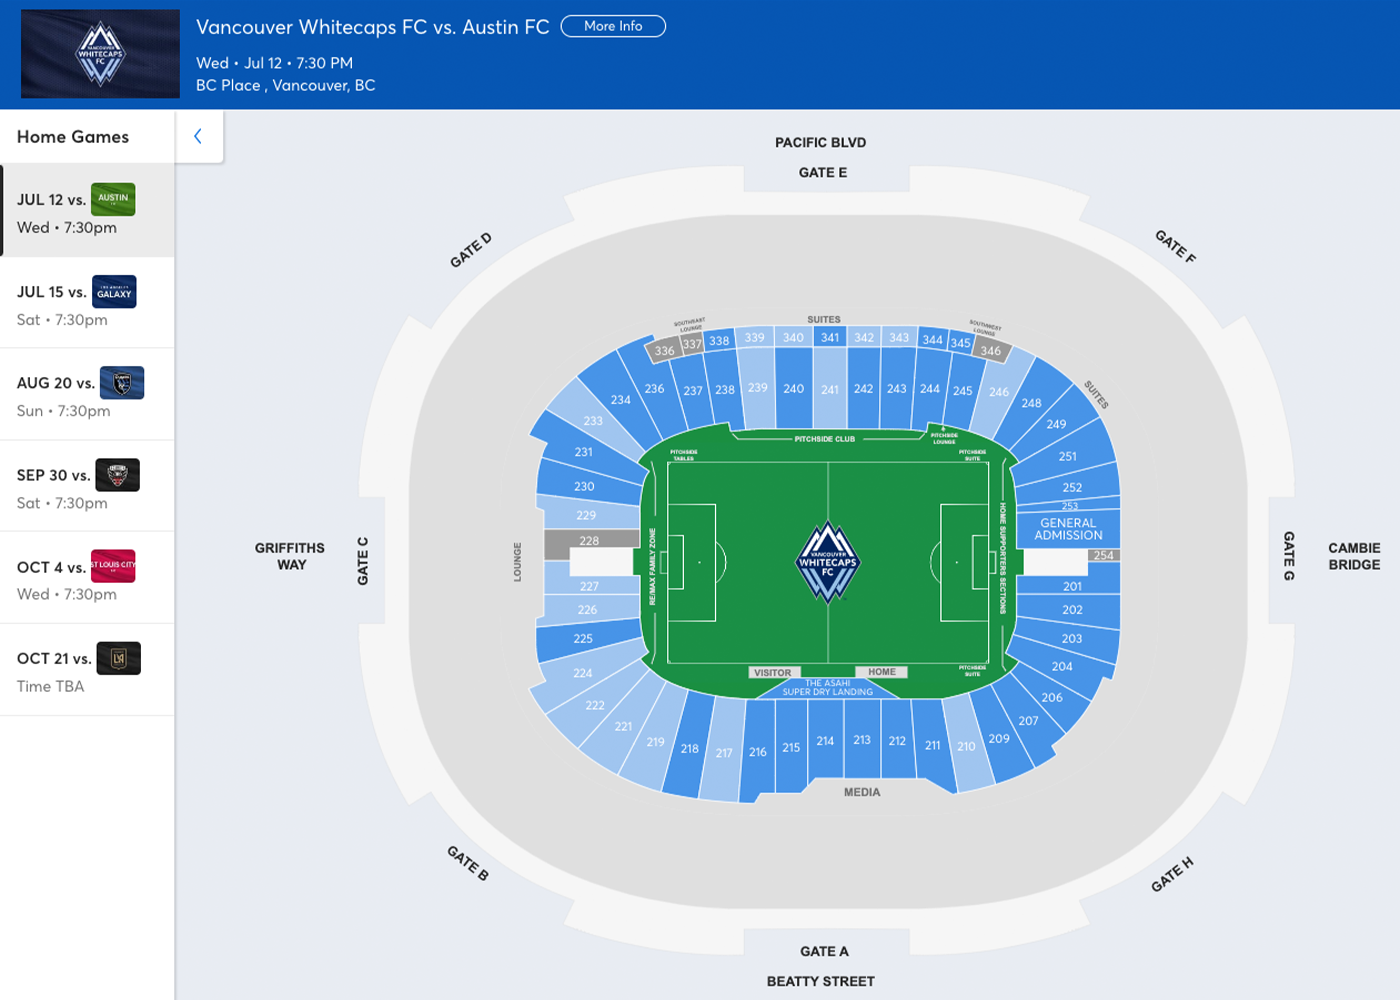 VANCOUVER
WHITECAPS
FC
Vancouver Whitecaps FC vs. Austin FC
More Info
Wed • Jul 12 • 7:30 PM
BC Place , Vancouver, BC
Home Games
JUL 12 vs.
AUSTIN
Wed • 7:30pm
JUL 15 vs.
LOS ANGELES
GALAXY
Sat • 7:30pm
AUG 20 vs.
Sun • 7:30pm
SEP 30 vs.
Sat • 7:30pm
OCT 4 vs.
ST LOUIS CITY
Wed • 7:30pm
OCT 21 vs.
LA
Time TBA
PACIFIC BLVD
GATE E
GATE D
GATE F
SOUTHEAST
LOUNGE
SUITES
SOUTHWEST
LOUNGE
336
337
338
339
340
341
342
343
344
345
346
SUITES
233
234
236
237
238
239
240
241
242
243
244
245
246
248
249
PITCHSIDE CLUB
PITCHSIDE
LOUNGE
PITCHSIDE
TABLES
PITCHSIDE
SUITE
231
230
229
228
227
226
225
224
222
221
219
251
252
253
GENERAL
ADMISSION
254
201
202
203
204
206
207
GRIFFITHS
WAY
GATE C
LOUNGE
RE/MAX FAMILY ZONE
VANCOUVER
WHITECAPS
FC
HOME SUPPORTERS SECTIONS
GATE G
CAMBIE
BRIDGE
VISITOR
HOME
PITCHSIDE
SUITE
THE ASAHI
SUPER DRY LANDING
218
217
216
215
214
213
212
211
210
209
MEDIA
GATE B
GATE H
GATE A
BEATTY STREET